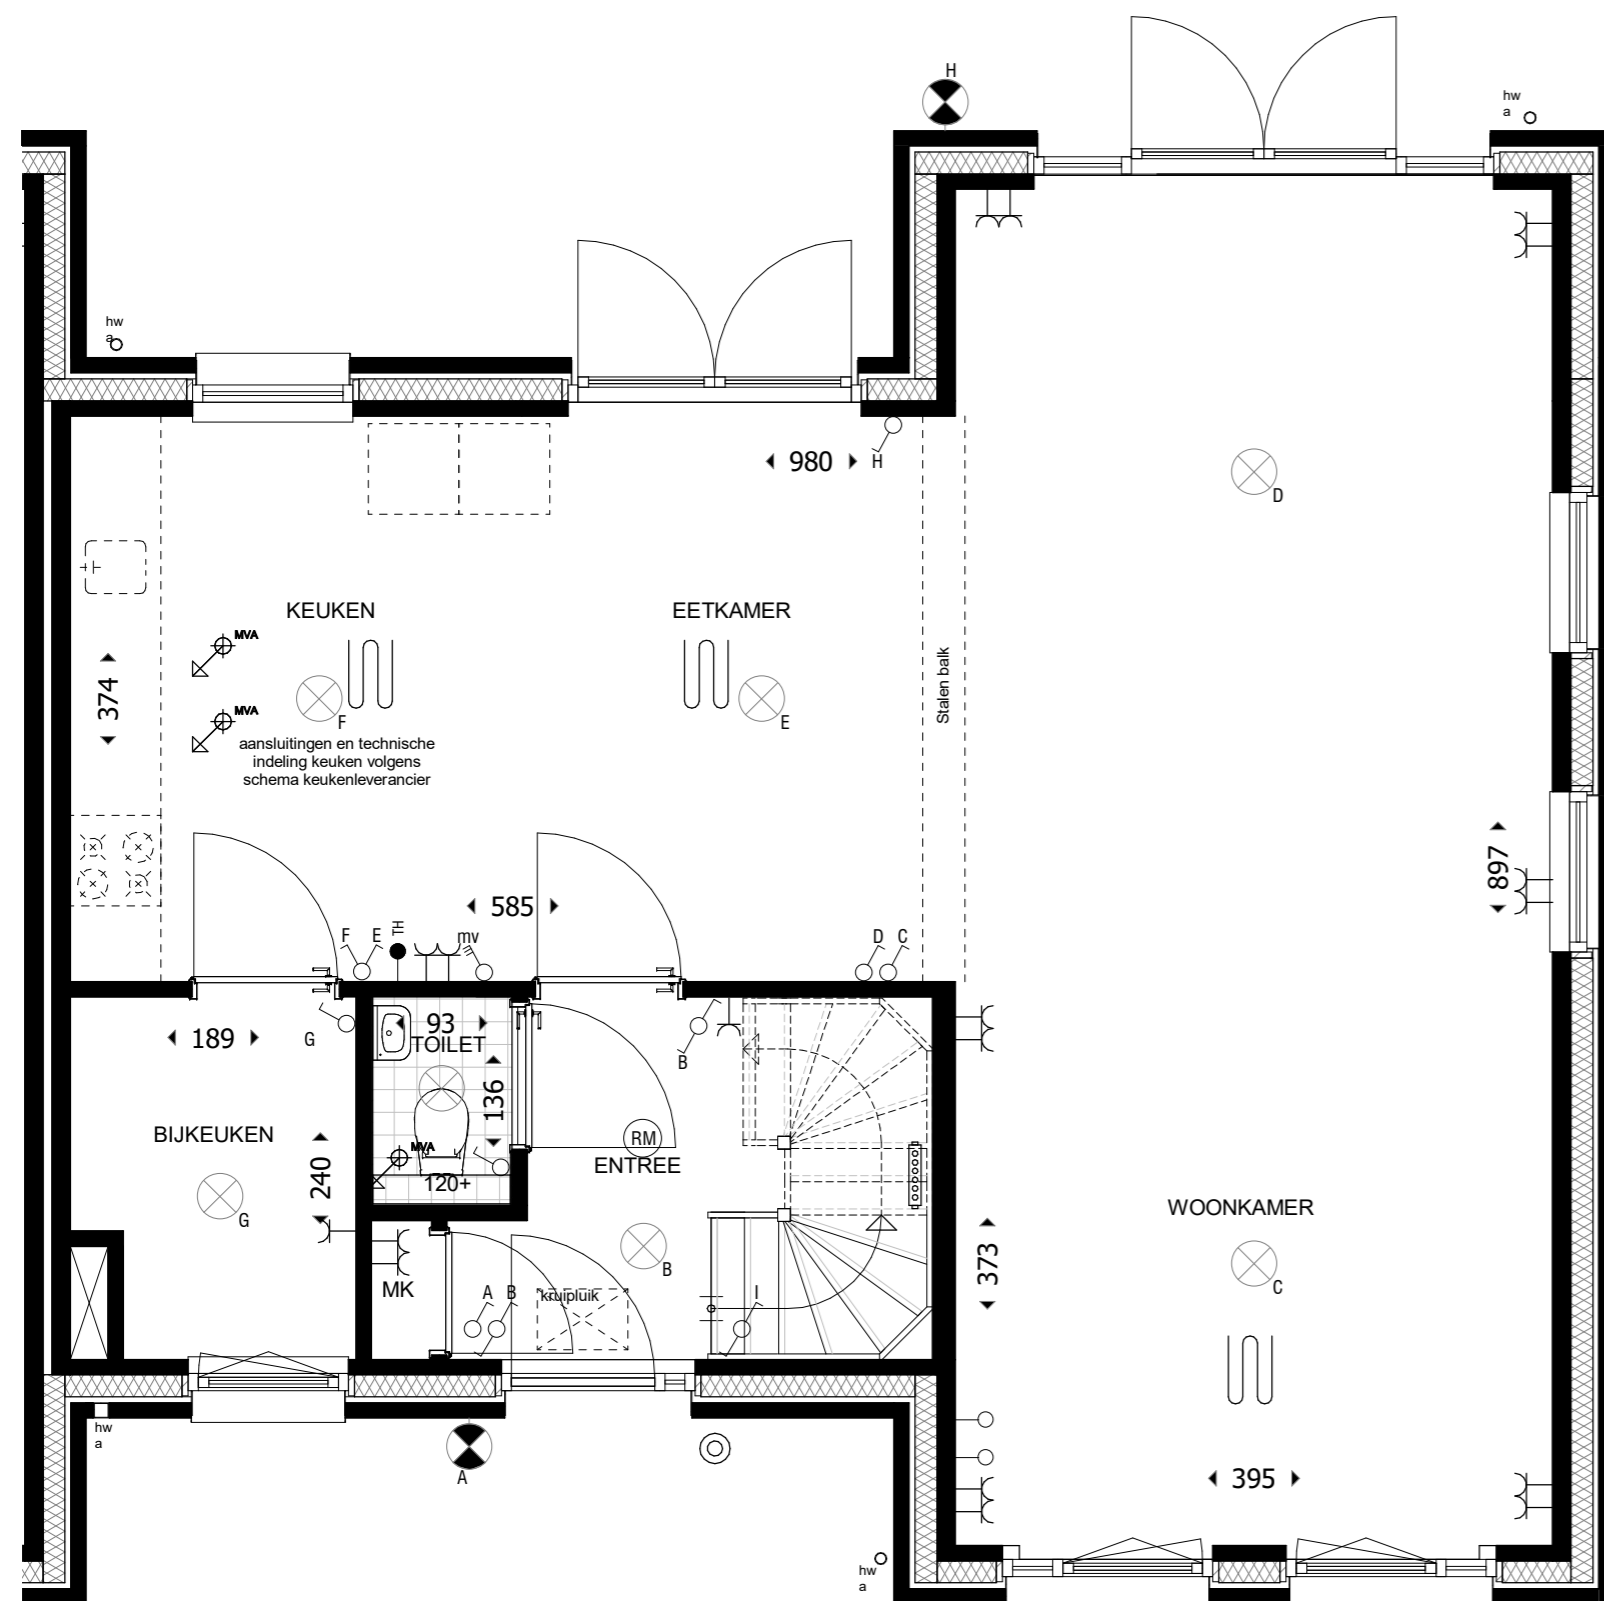 H
hw
a
hw
a
980
H
D
KEUKEN
EETKAMER
MVA
374
MVA
F
E
Stalen balk
aansluitingen en technische
indeling keuken volgens
schema keukenleverancier
897
585
F
E
TH
mv
D
C
G
189
93
TOILET
B
136
BIJKEUKEN
RM
MVA
ENTREE
240
120+
G
WOONKAMER
373
B
C
MK
A
B
kruipluik
I
hw
a
A
395
hw
a